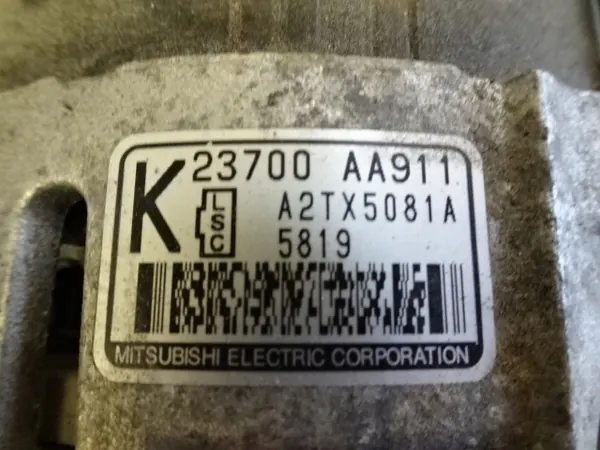 K 23700 AA911
LSC A2TX5081A
5819
MITSUBISHI ELECTRIC CORPORATION